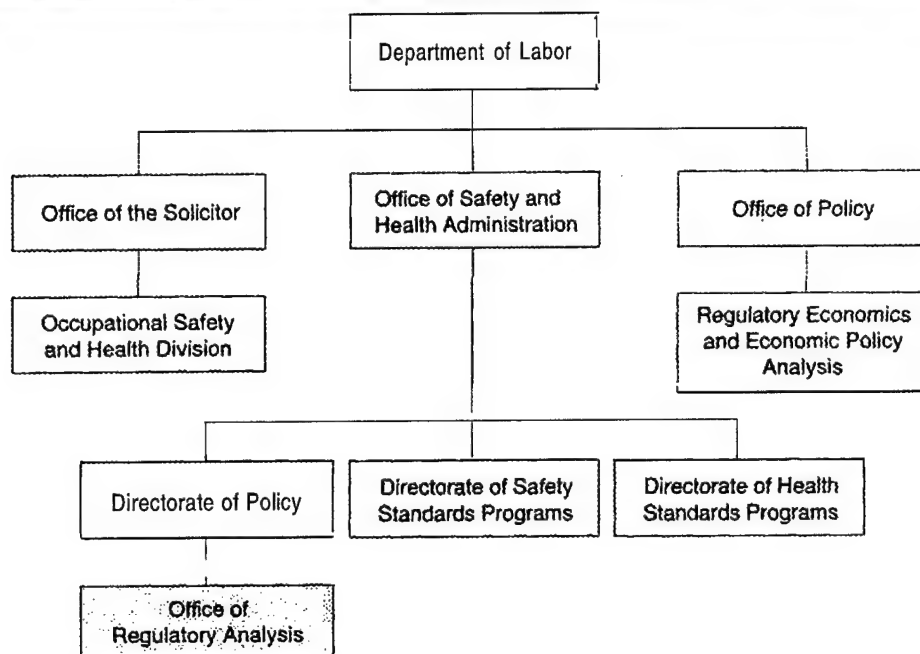 Department of Labor
Office of the Solicitor
Office of Safety and
Health Administration
Office of Policy
Occupational Safety
and Health Division
Regulatory Economics
and Economic Policy
Analysis
Directorate of Policy
Directorate of Safety
Standards Programs
Directorate of Health
Standards Programs
Office of
Regulatory Analysis